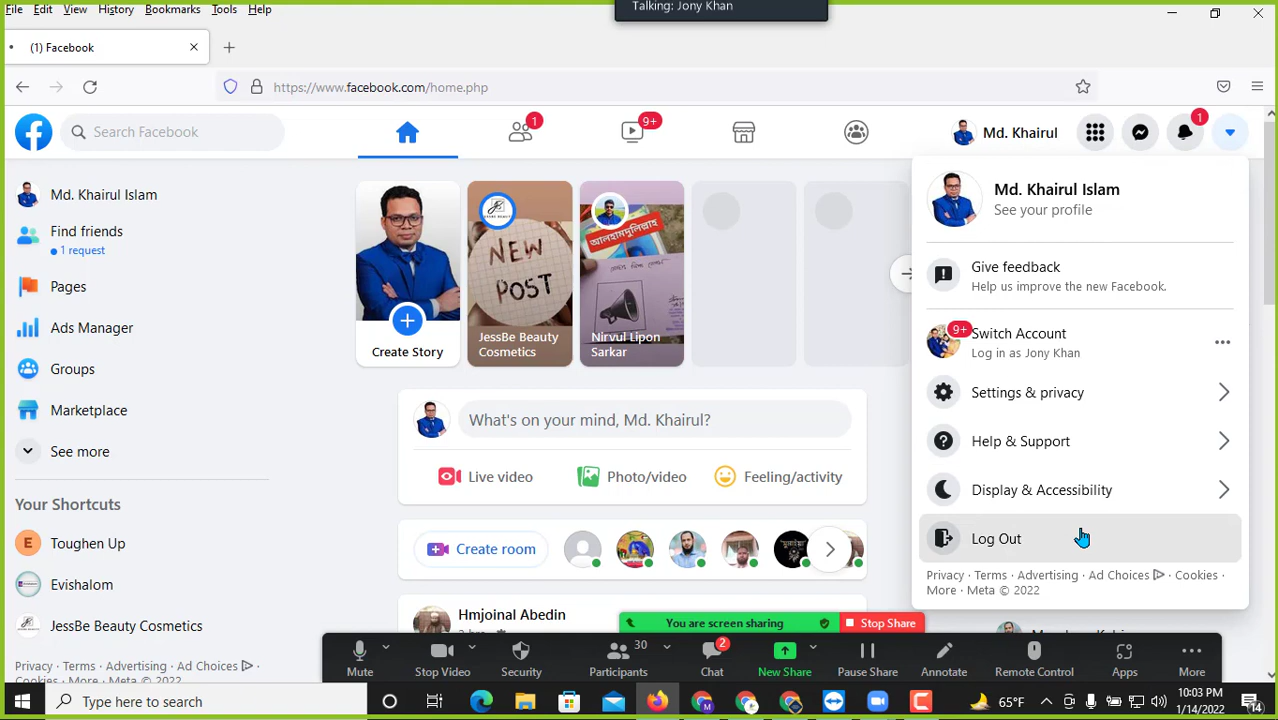 File Edit View History Bookmarks Tools Help
Talking: Jony Khan
(1) Facebook
https://www.facebook.com/home.php
Search Facebook
1
9+
Md. Khairul
1
Md. Khairul Islam
Find friends
1 request
Pages
Ads Manager
Groups
Marketplace
See more
Your Shortcuts
Toughen Up
Evishalom
JessBe Beauty Cosmetics
Privacy · Terms · Advertising · Ad Choices ·
Cookies · More · Meta © 2022
Create Story
NEW
POST
JessBe Beauty
Cosmetics
আলহামদুলিল্লাহ
Nirvul Lipon
Sarkar
What's on your mind, Md. Khairul?
Live video
Photo/video
Feeling/activity
Create room
Hmjoinal Abedin
Md. Khairul Islam
See your profile
Give feedback
Help us improve the new Facebook.
9+
Switch Account
Log in as Jony Khan
Settings & privacy
Help & Support
Display & Accessibility
Log Out
Privacy · Terms · Advertising · Ad Choices · Cookies ·
More · Meta © 2022
You are screen sharing
Stop Share
30
2
Mute
Stop Video
Security
Participants
Chat
New Share
Pause Share
Annotate
Remote Control
Apps
More
Type here to search
65°F
10:03 PM
1/14/2022
14